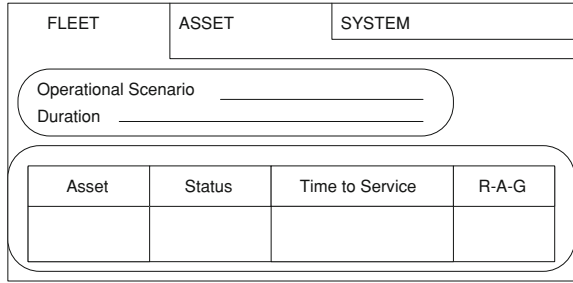 FLEET ASSET SYSTEM
Operational Scenario
Duration
Asset Status Time to Service R-A-G